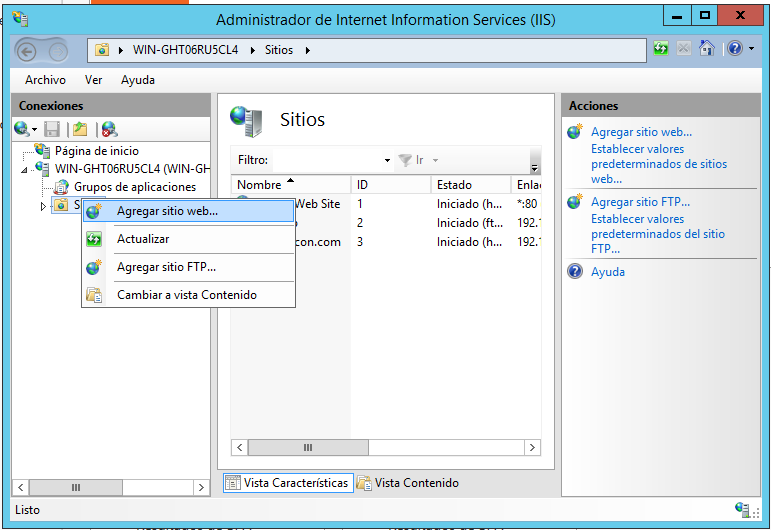 Administrador de Internet Information Services (IIS)
WIN-GHT06RU5CL4 Sitios
Archivo Ver Ayuda
Conexiones
Página de inicio
WIN-GHT06RU5CL4 (WIN-GH
Grupos de aplicaciones
S
Agregar sitio web...
Actualizar
Agregar sitio FTP...
Cambiar a vista Contenido
Sitios
Filtro: Ir
Nombre ID Estado Enlac
Web Site 1 Iniciado (h... *:80
2 Iniciado (ft... 192.1
con.com 3 Iniciado (h... 192.1
Vista Características Vista Contenido
Acciones
Agregar sitio web...
Establecer valores
predeterminados de sitios
web...
Agregar sitio FTP...
Establecer valores
predeterminados del sitio
FTP...
Ayuda
Listo